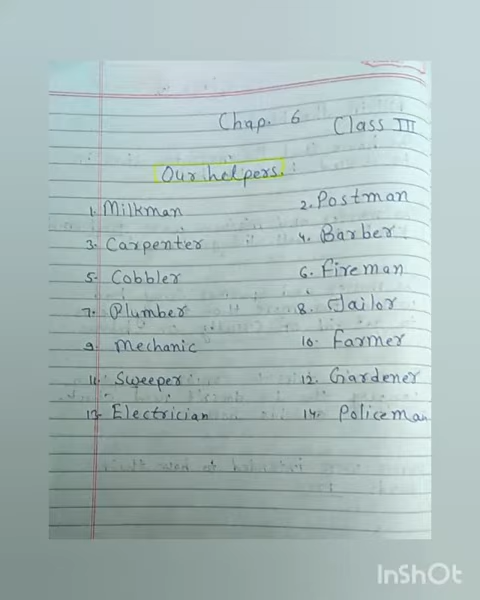 Chap. 6 Class III
Our helpers.
1. Milkman 2. Postman
3. Carpenter 4. Barber
5. Cobbler 6. Fireman
7. Plumber 8. Tailor
9. Mechanic 10. Farmer
11. Sweeper 12. Gardener
13. Electrician 14. Policeman
InShOt